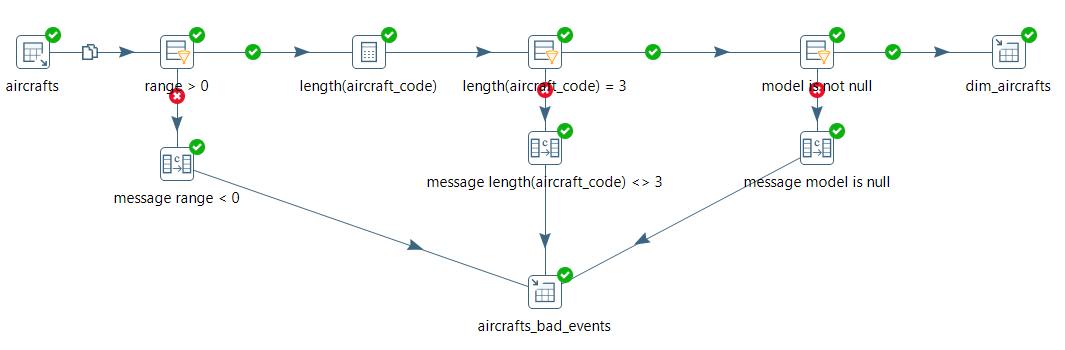 aircrafts
range > 0
length(aircraft_code)
length(aircraft_code) = 3
model is not null
dim_aircrafts
message range < 0
message length(aircraft_code) <> 3
message model is null
aircrafts_bad_events